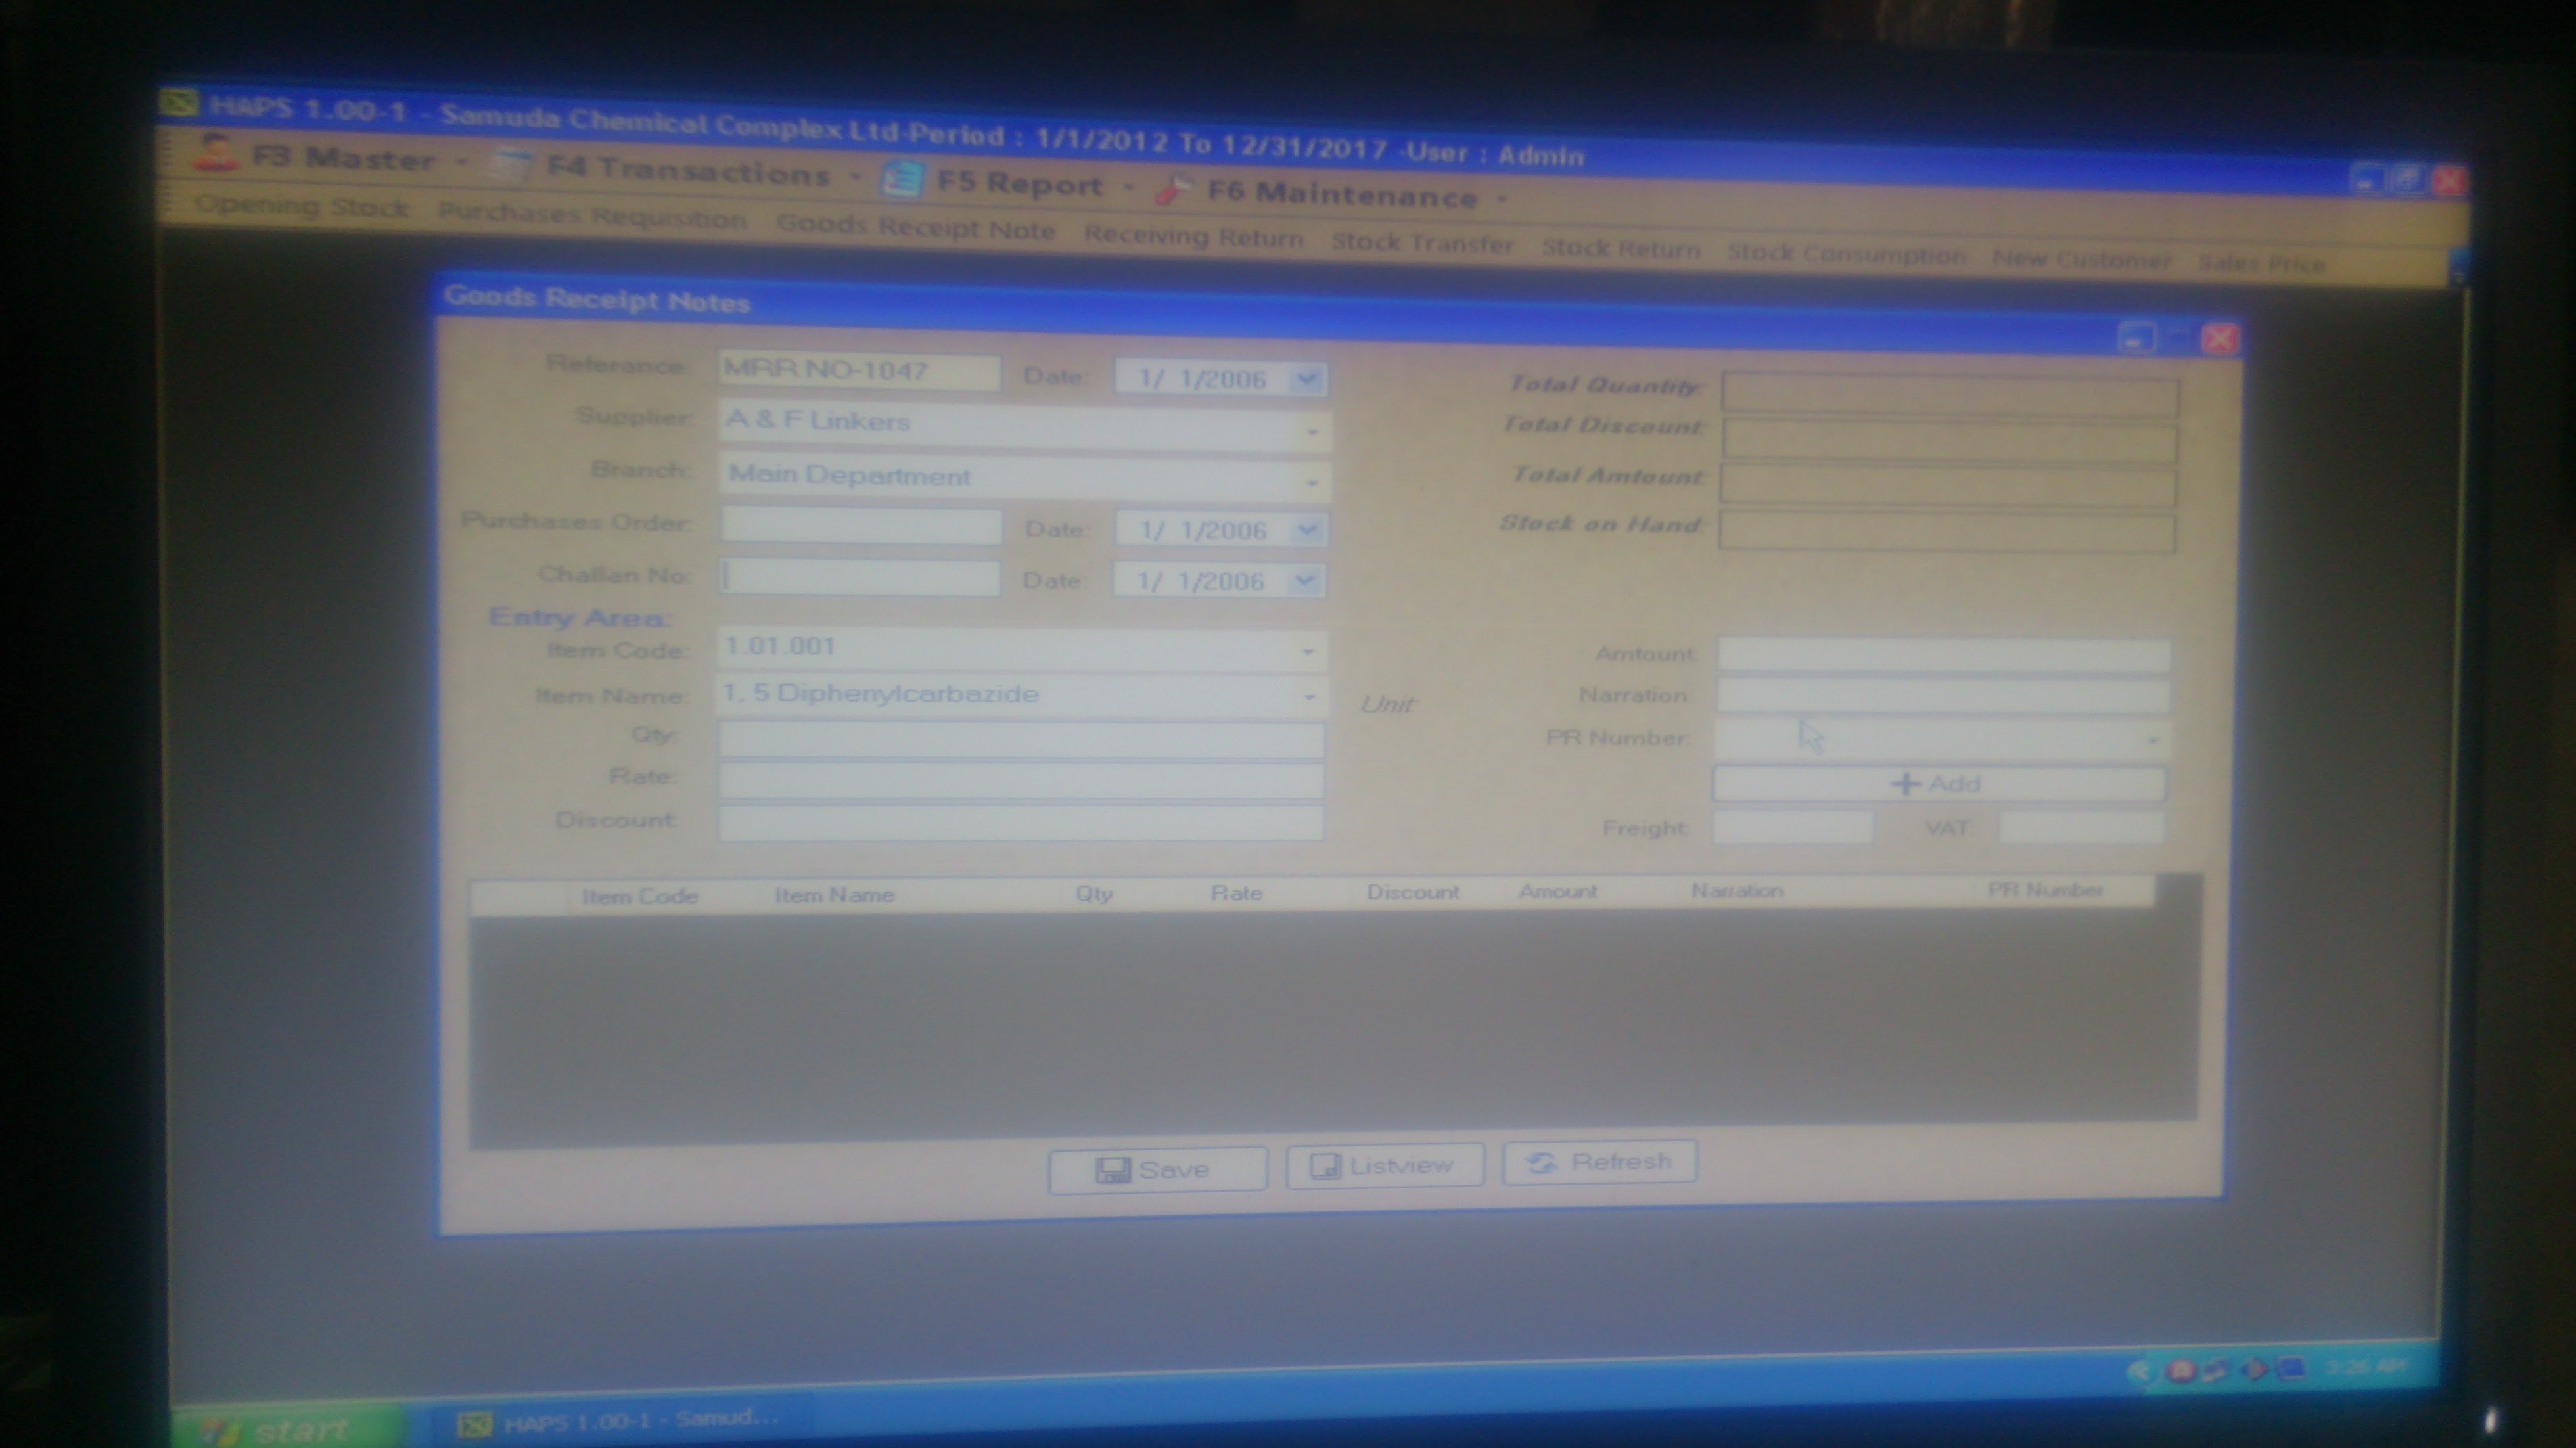 HAPS 1.00-1 - Samuda Chemical Complex Ltd-Period : 1/1/2012 To 12/31/2017 -User : Admin
F3 Master F4 Transactions F5 Report F6 Maintenance
Opening Stock Purchases Requisition Goods Receipt Note Receiving Return Stock Transfer Stock Return Stock Consumption New Customer Sales Price
Goods Receipt Notes
Referance: MRR NO-1047 Date: 1/ 1/2006 Total Quantity:
Supplier: A & F Linkers Total Discount:
Branch: Main Department Total Amtount:
Purchases Order: Date: 1/ 1/2006 Stock on Hand:
Challan No: Date: 1/ 1/2006
Entry Area:
Item Code: 1.01.001 Amtount:
Item Name: 1, 5 Diphenylcarbazide Unit: Narration:
Qty: PR Number:
Rate: Add
Discount: Freight: VAT:
Item Code Item Name Qty Rate Discount Amount Narration PR Number
Save Listview Refresh
start HAPS 1.00-1 - Samud... 3:26 AM